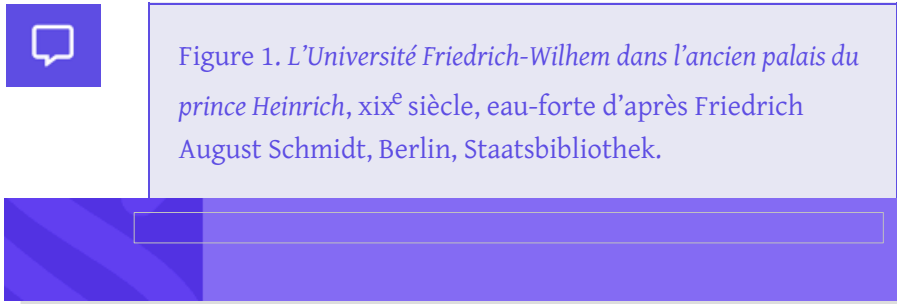 Figure 1. L’Université Friedrich-Wilhem dans l’ancien palais du
prince Heinrich, xixe siècle, eau-forte d’après Friedrich
August Schmidt, Berlin, Staatsbibliothek.